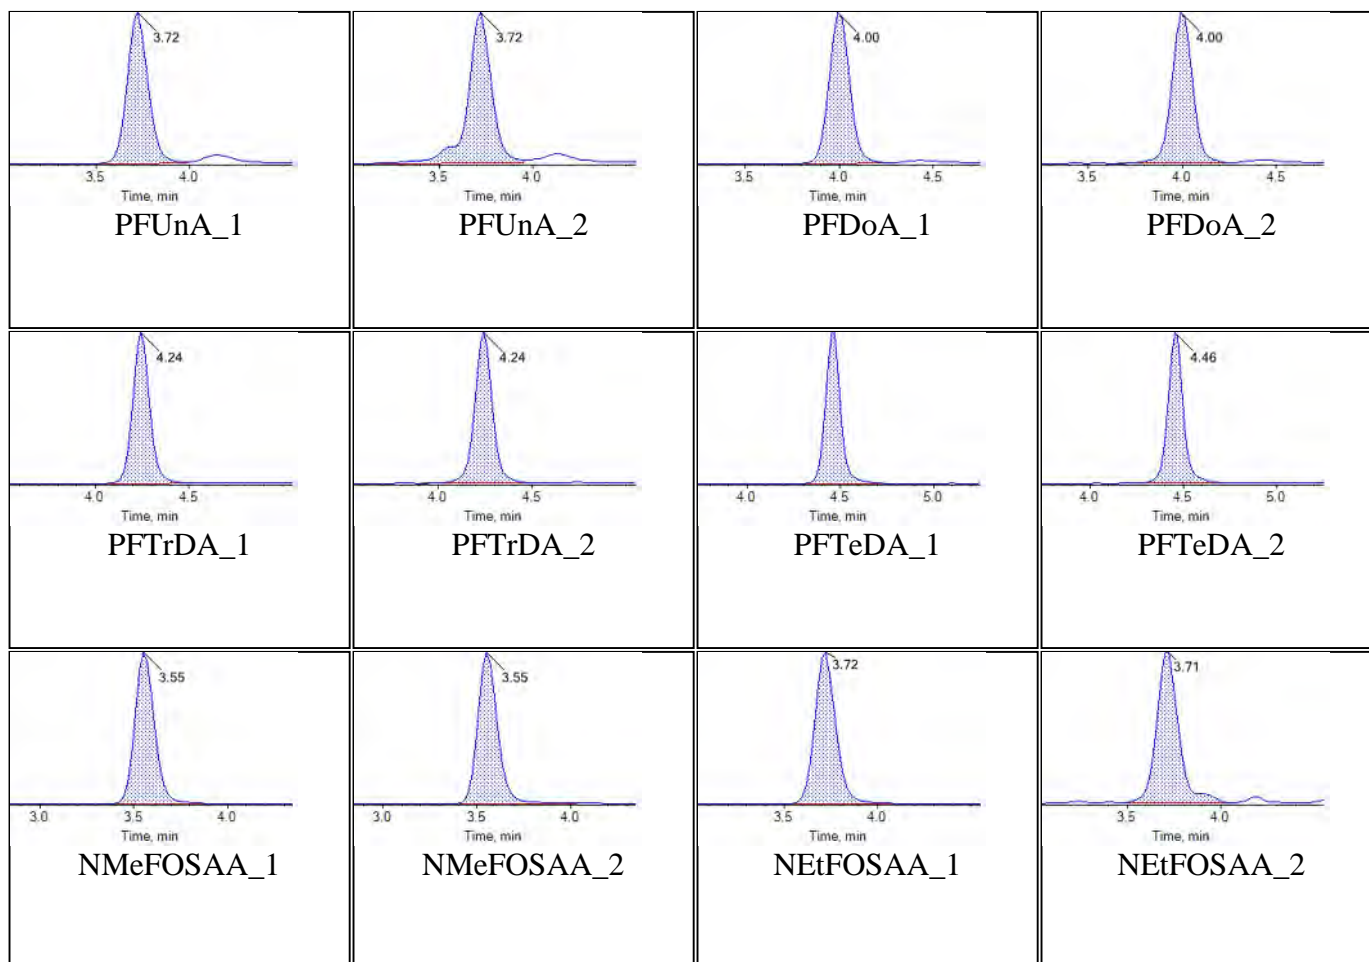 3.72 3.72 4.00 4.00
3.5 4.0 3.5 4.0 3.5 4.0 4.5 3.5 4.0 4.5
Time, min Time, min Time, min Time, min
PFUnA_1 PFUnA_2 PFDoA_1 PFDoA_2
4.24 4.24 4.46
4.0 4.5 4.0 4.5 4.0 4.5 5.0 4.0 4.5 5.0
Time, min Time, min Time, min Time, min
PFTrDA_1 PFTrDA_2 PFTeDA_1 PFTeDA_2
3.55 3.55 3.72 3.71
3.0 3.5 4.0 3.0 3.5 4.0 3.5 4.0 3.5 4.0
Time, min Time, min Time, min Time, min
NMeFOSAA_1 NMeFOSAA_2 NEtFOSAA_1 NEtFOSAA_2